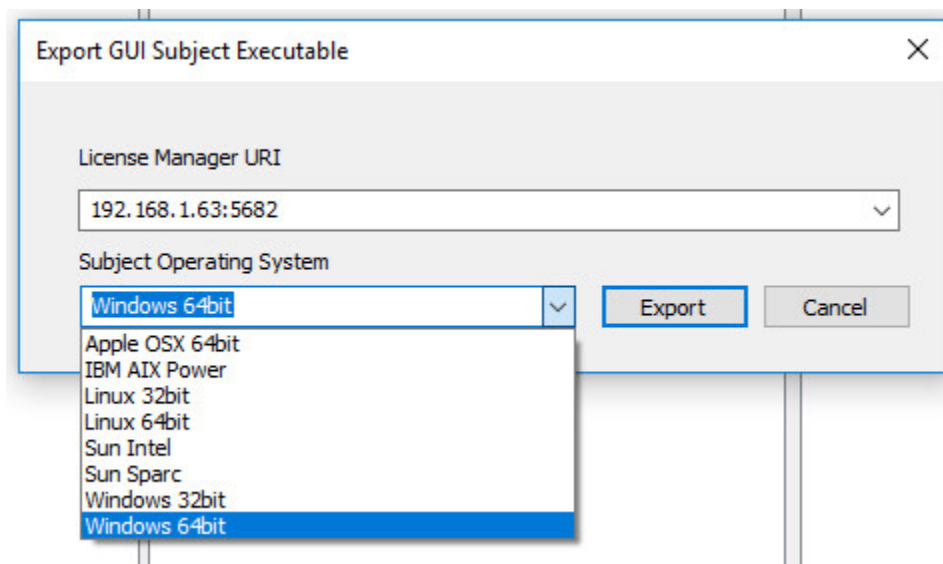 Export GUI Subject Executable
License Manager URI
192.168.1.63:5682
Subject Operating System
Windows 64bit
Export
Cancel
Apple OSX 64bit
IBM AIX Power
Linux 32bit
Linux 64bit
Sun Intel
Sun Sparc
Windows 32bit
Windows 64bit